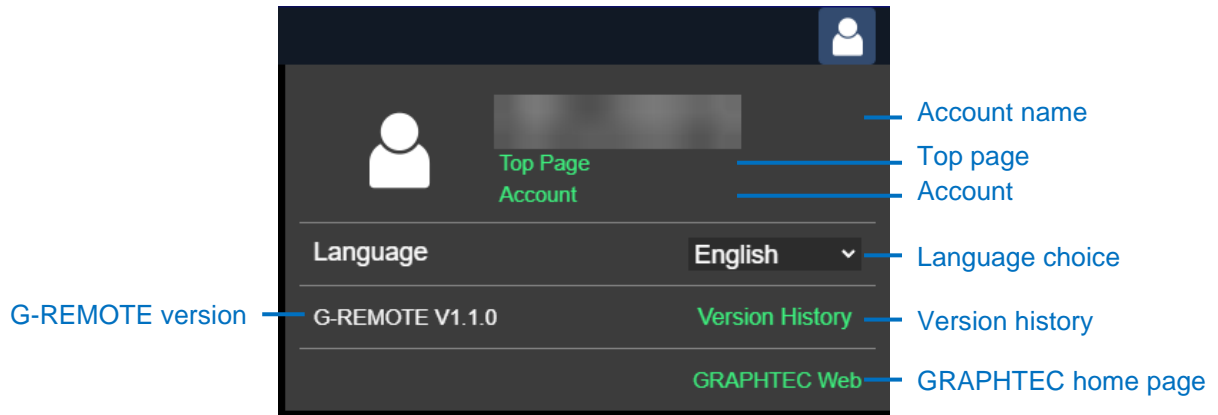 Account name
Top Page
Top page
Account
Account
Language
English
Language choice
G-REMOTE version
G-REMOTE V1.1.0
Version History
Version history
GRAPHTEC Web
GRAPHTEC home page